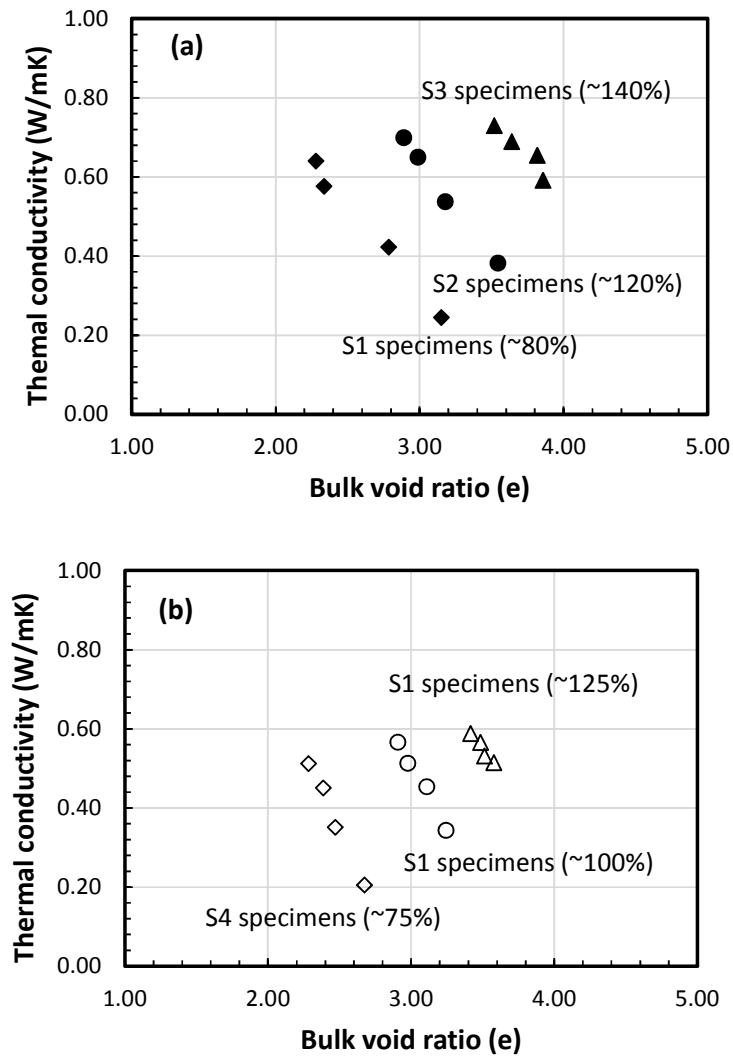 1.00
(a)
S3 specimens (~140%)
0.80
0.60
0.40
S2 specimens (~120%)
S1 specimens (~80%)
0.20
0.00
Themal conductivity (W/mK)
1.00 2.00 3.00 4.00 5.00
Bulk void ratio (e)
1.00
(b)
0.80
S1 specimens (~125%)
0.60
0.40
S1 specimens (~100%)
0.20
S4 specimens (~75%)
0.00
Thermal conductivity (W/mK)
1.00 2.00 3.00 4.00 5.00
Bulk void ratio (e)